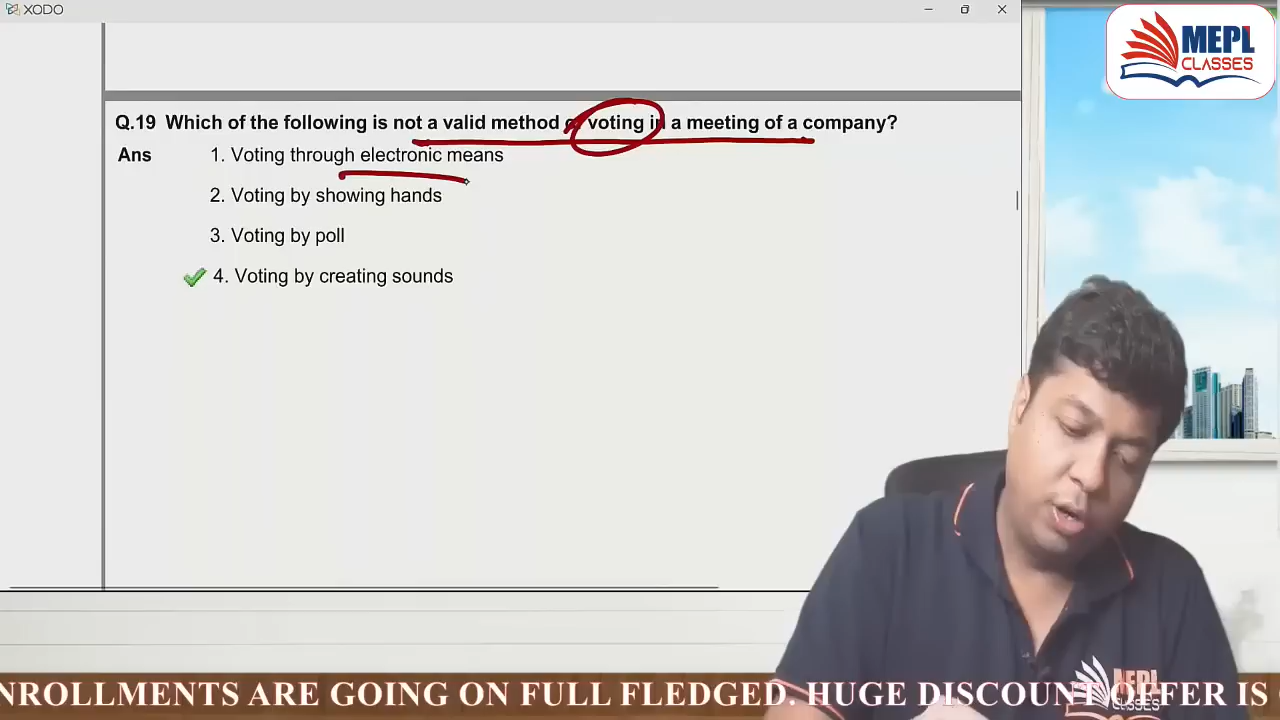 XODO
MEPL
CLASSES
Q.19 Which of the following is not a valid method of voting in a meeting of a company?
Ans 1. Voting through electronic means
2. Voting by showing hands
3. Voting by poll
4. Voting by creating sounds
MEPL
CLASSES
NROLLMENTS ARE GOING ON FULL FLEDGED. HUGE DISCOUNT OFFER IS